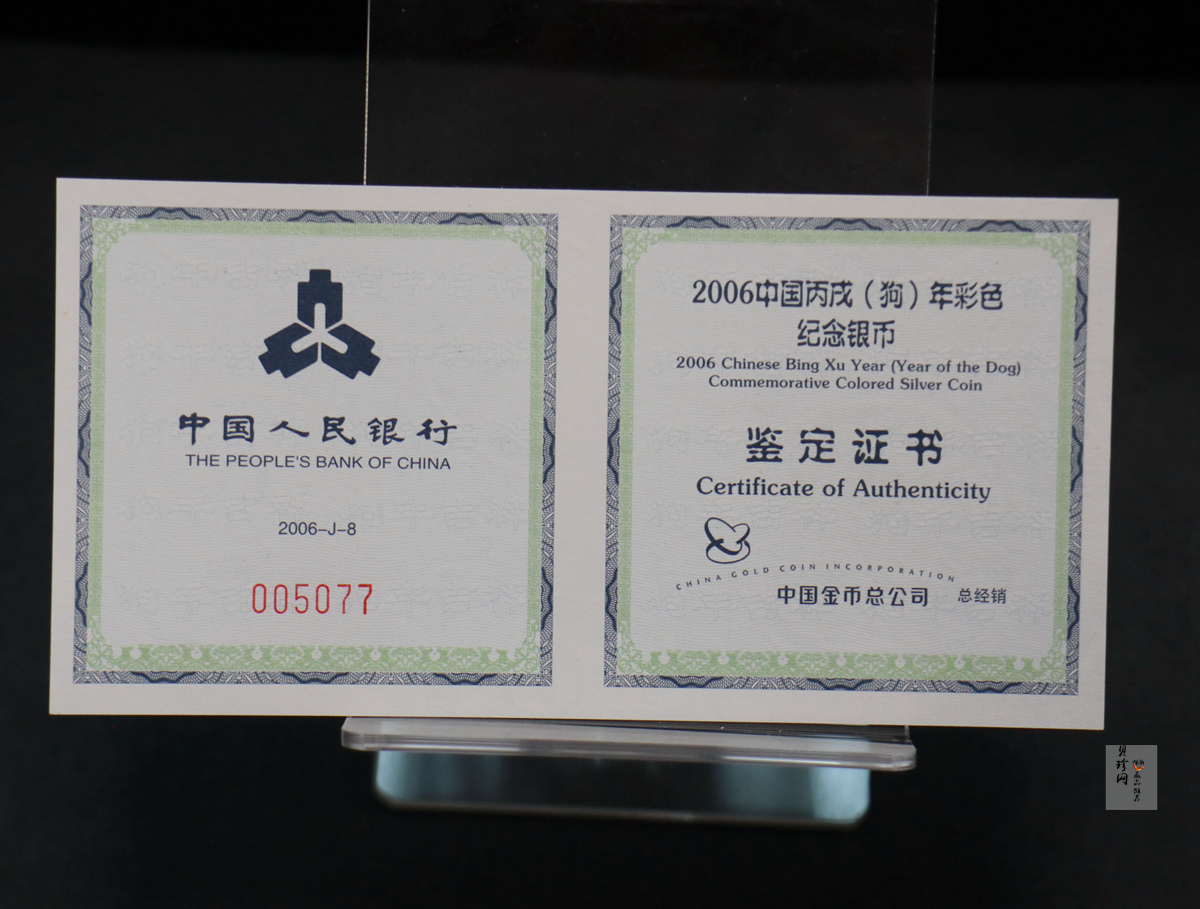 中国人民银行
THE PEOPLE'S BANK OF CHINA
2006-J-8
005077
2006中国丙戌（狗）年彩色
纪念银币
2006 Chinese Bing Xu Year (Year of the Dog)
Commemorative Colored Silver Coin
鉴定证书
Certificate of Authenticity
CHINA GOLD COIN INCORPORATION
中国金币总公司 总经销
贝珍网